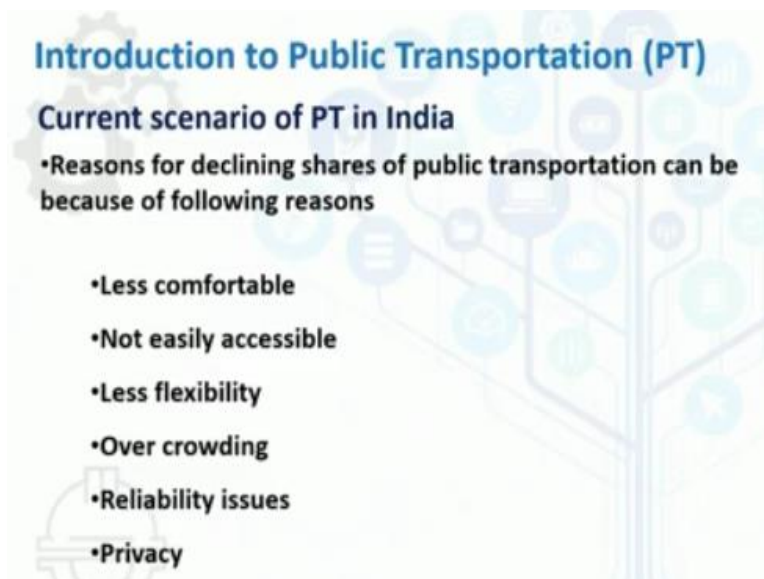 Introduction to Public Transportation (PT)
Current scenario of PT in India
•Reasons for declining shares of public transportation can be
because of following reasons
•Less comfortable
•Not easily accessible
•Less flexibility
•Over crowding
•Reliability issues
•Privacy